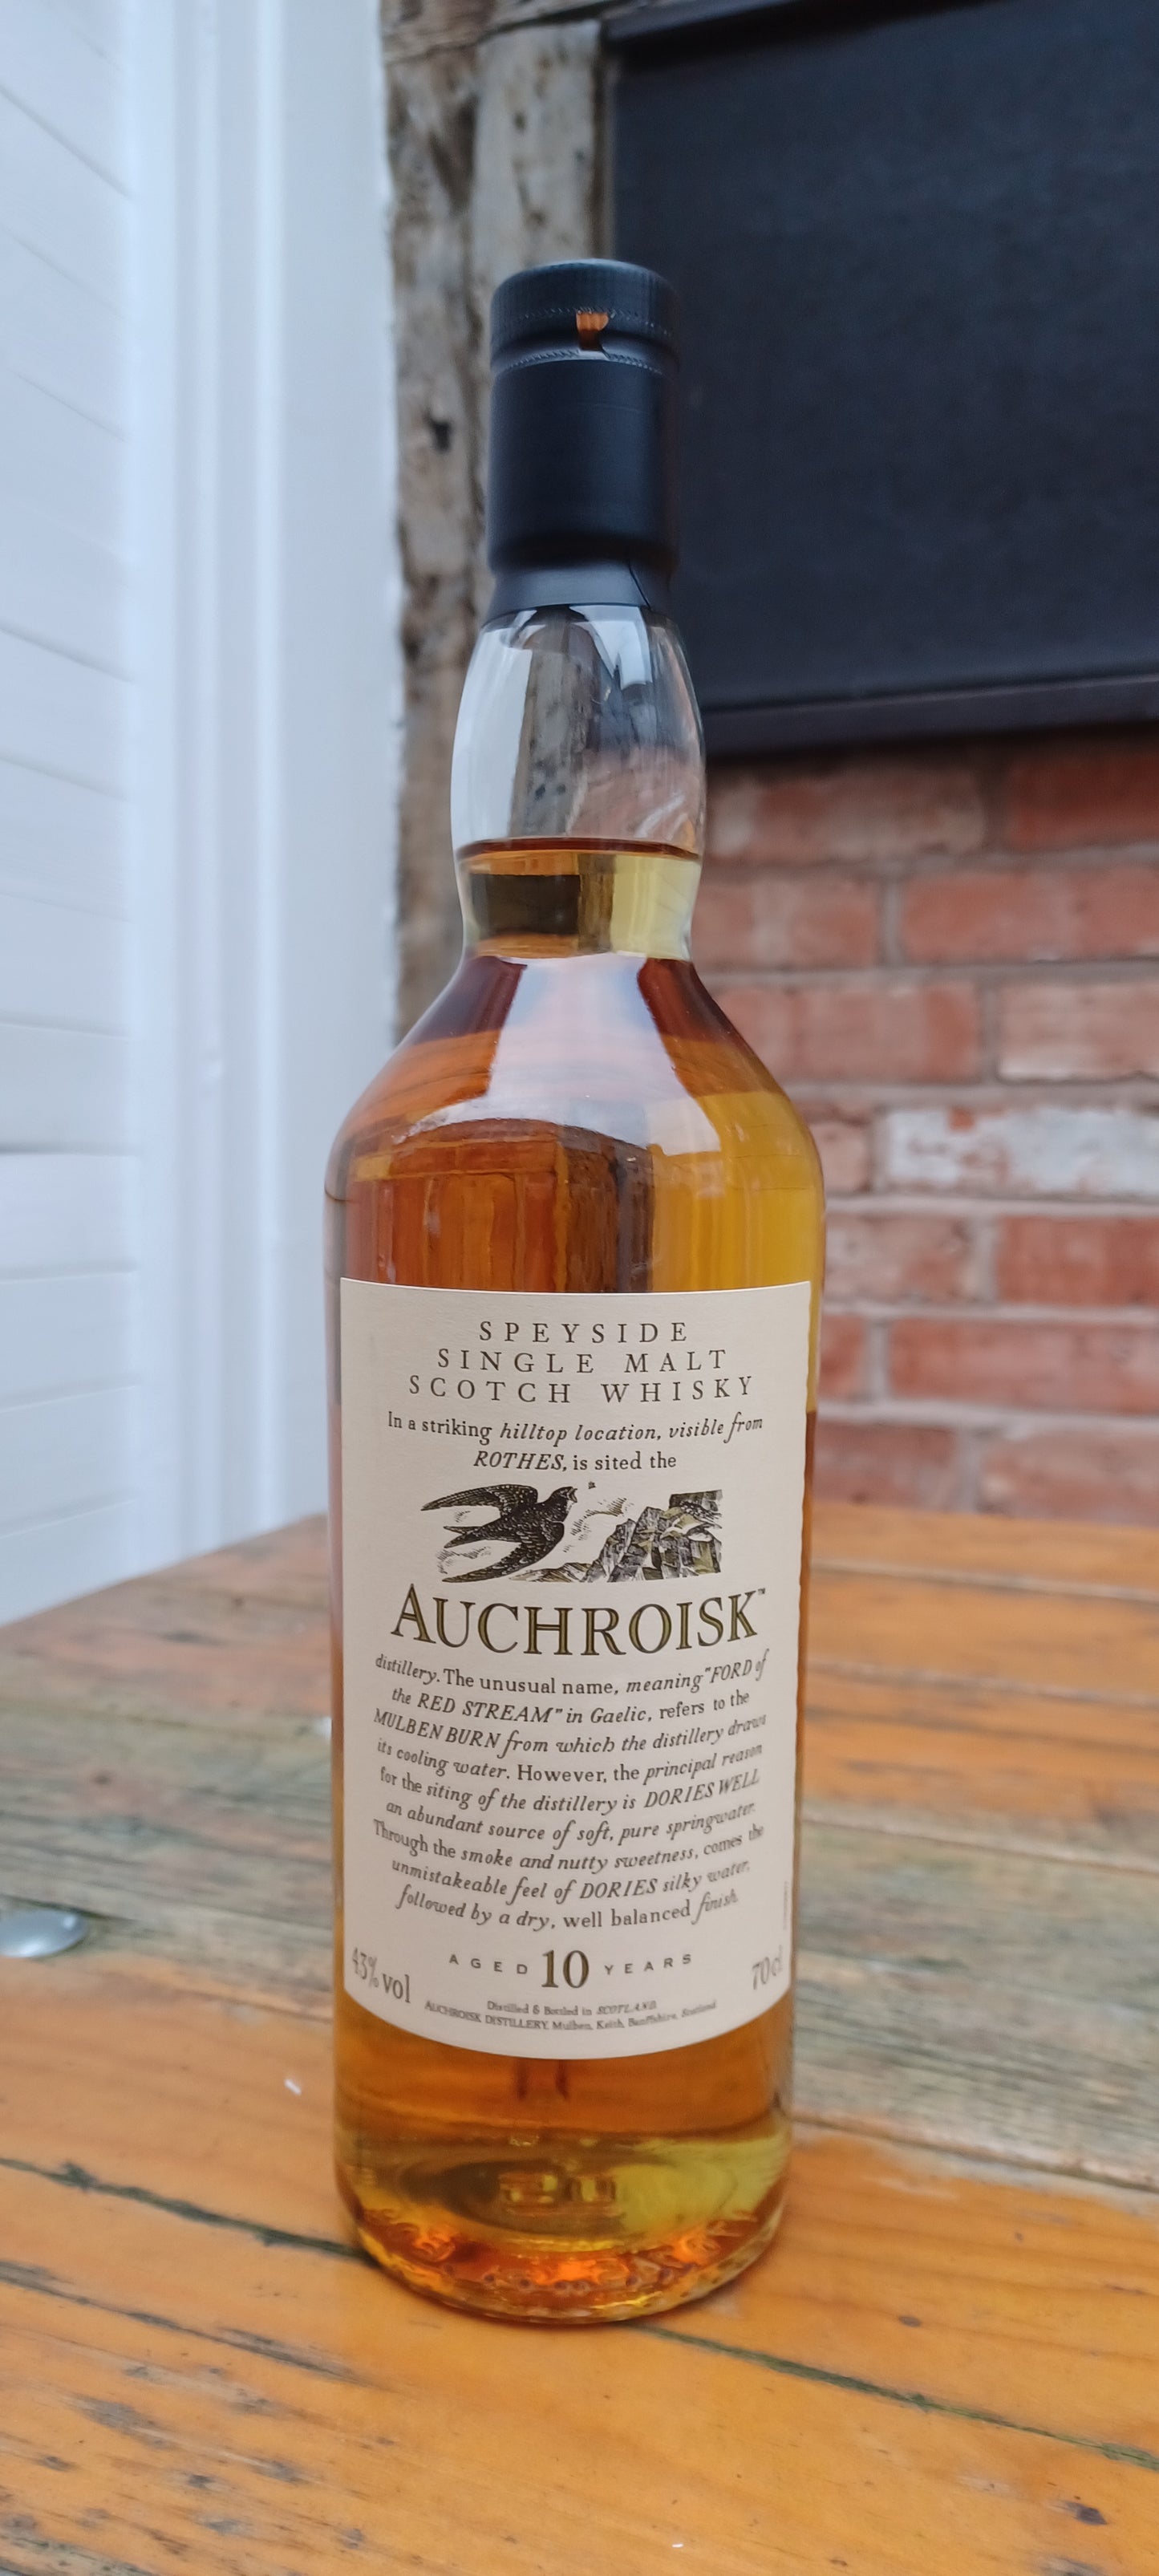 SPEYSIDE
SINGLE MALT
SCOTCH WHISKY
In a striking hilltop location, visible from
ROTHES, is sited the
AUCHROISK™
distillery. The unusual name, meaning "FORD of
the RED STREAM" in Gaelic, refers to the
MULBEN BURN from which the distillery draws
its cooling water. However, the principal reason
for the siting of the distillery is DORIES WELL
an abundant source of soft, pure springwater.
Through the smoke and nutty sweetness, comes the
unmistakeable feel of DORIES silky water,
followed by a dry, well balanced finish.
AGED 10 YEARS
43% vol
70cl
Distilled & Bottled in SCOTLAND.
AUCHROISK DISTILLERY, Mulben, Keith, Banffshire, Scotland